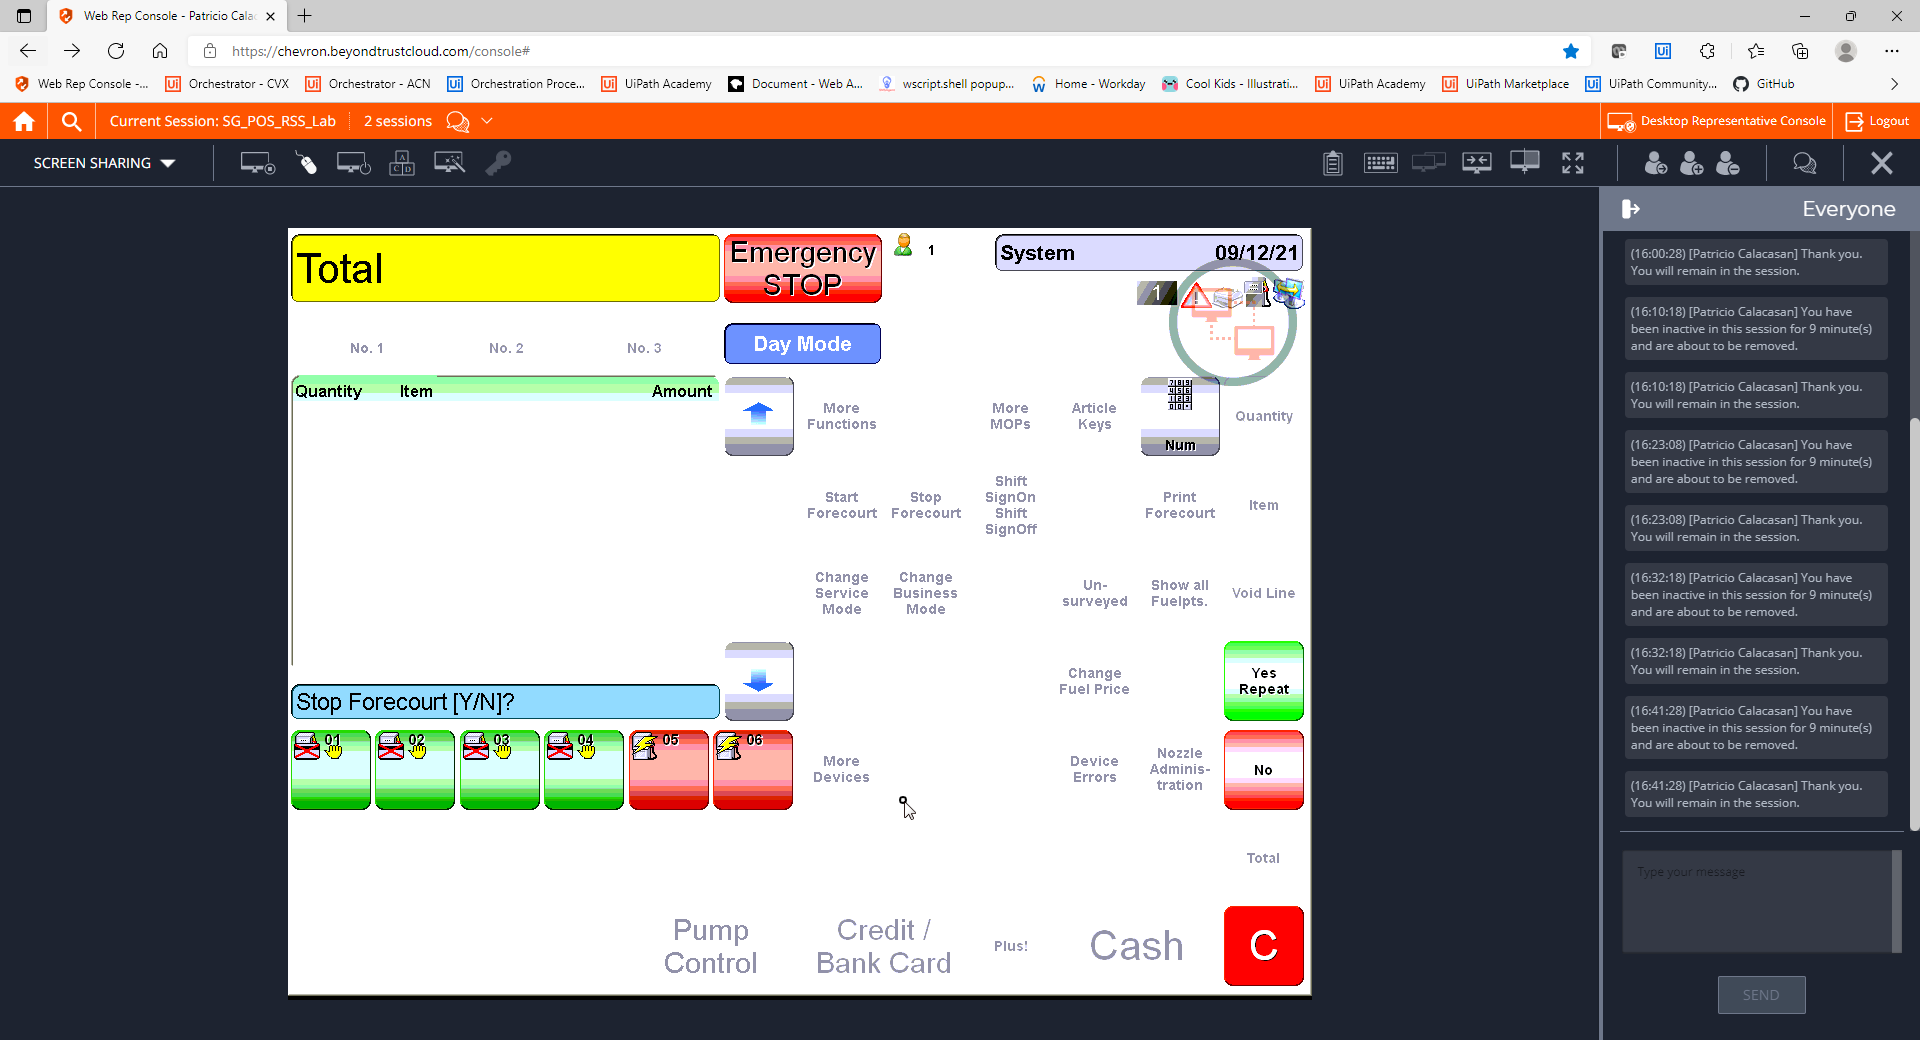 Web Rep Console - Patricio Cala
https://chevron.beyondtrustcloud.com/console#
Web Rep Console -...
Orchestrator - CVX
Orchestrator - ACN
Orchestration Proce...
UiPath Academy
Document - Web A...
wscript.shell popup...
Home - Workday
Cool Kids - Illustrati...
UiPath Academy
UiPath Marketplace
UiPath Community...
GitHub
Current Session: SG_POS_RSS_Lab
2 sessions
Desktop Representative Console
Logout
SCREEN SHARING
Everyone
Total
Emergency
STOP
1
System 09/12/21
1
No. 1
No. 2
No. 3
Day Mode
Quantity Item Amount
More
Functions
More
MOPs
Article
Keys
Num
Quantity
Start
Forecourt
Stop
Forecourt
Shift
SignOn
Shift
SignOff
Print
Forecourt
Item
Change
Service
Mode
Change
Business
Mode
Un-
surveyed
Show all
Fuelpts.
Void Line
Change
Fuel Price
Yes
Repeat
Stop Forecourt [Y/N]?
01
02
03
04
05
06
More
Devices
Device
Errors
Nozzle
Adminis-
tration
No
Total
Pump
Control
Credit /
Bank Card
Plus!
Cash
C
(16:00:28) [Patricio Calacasan] Thank you.
You will remain in the session.
(16:10:18) [Patricio Calacasan] You have
been inactive in this session for 9 minute(s)
and are about to be removed.
(16:10:18) [Patricio Calacasan] Thank you.
You will remain in the session.
(16:23:08) [Patricio Calacasan] You have
been inactive in this session for 9 minute(s)
and are about to be removed.
(16:23:08) [Patricio Calacasan] Thank you.
You will remain in the session.
(16:32:18) [Patricio Calacasan] You have
been inactive in this session for 9 minute(s)
and are about to be removed.
(16:32:18) [Patricio Calacasan] Thank you.
You will remain in the session.
(16:41:28) [Patricio Calacasan] You have
been inactive in this session for 9 minute(s)
and are about to be removed.
(16:41:28) [Patricio Calacasan] Thank you.
You will remain in the session.
Type your message
SEND